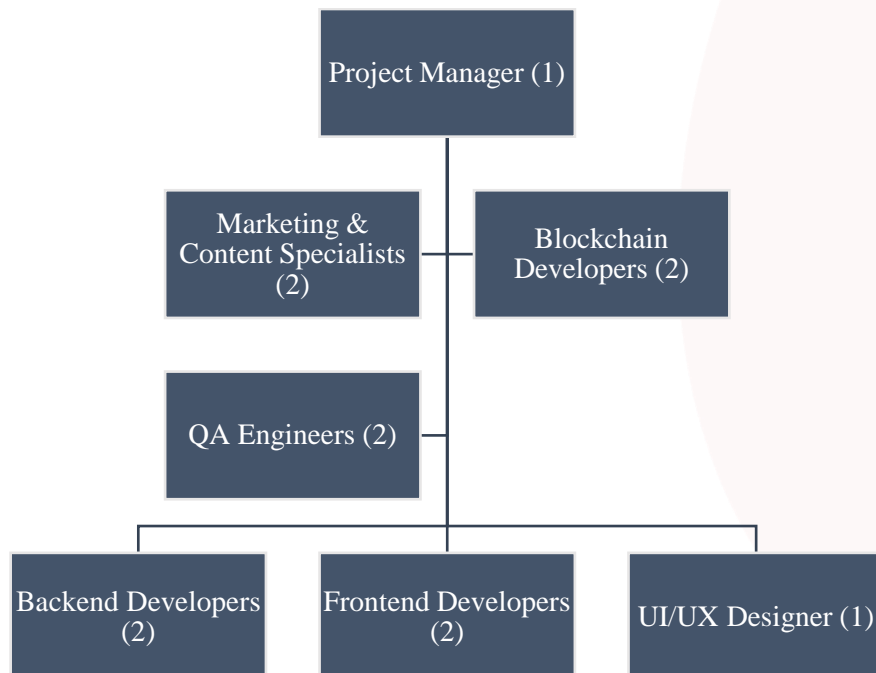 Project Manager (1)
Marketing &
Content Specialists
(2)
Blockchain
Developers (2)
QA Engineers (2)
Backend Developers
(2)
Frontend Developers
(2)
UI/UX Designer (1)